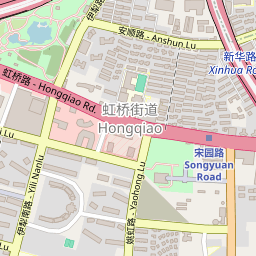 伊犁路
安顺路 - Anshun Lu
新华路
Xinhua Ro
虹桥路 - Hongqiao Rd.
虹桥街道
Hongqiao
Lu
宋园路
Songyuan
Road
伊犁南路 - Yili Nanlu
姚虹路 - Yaohong Lu